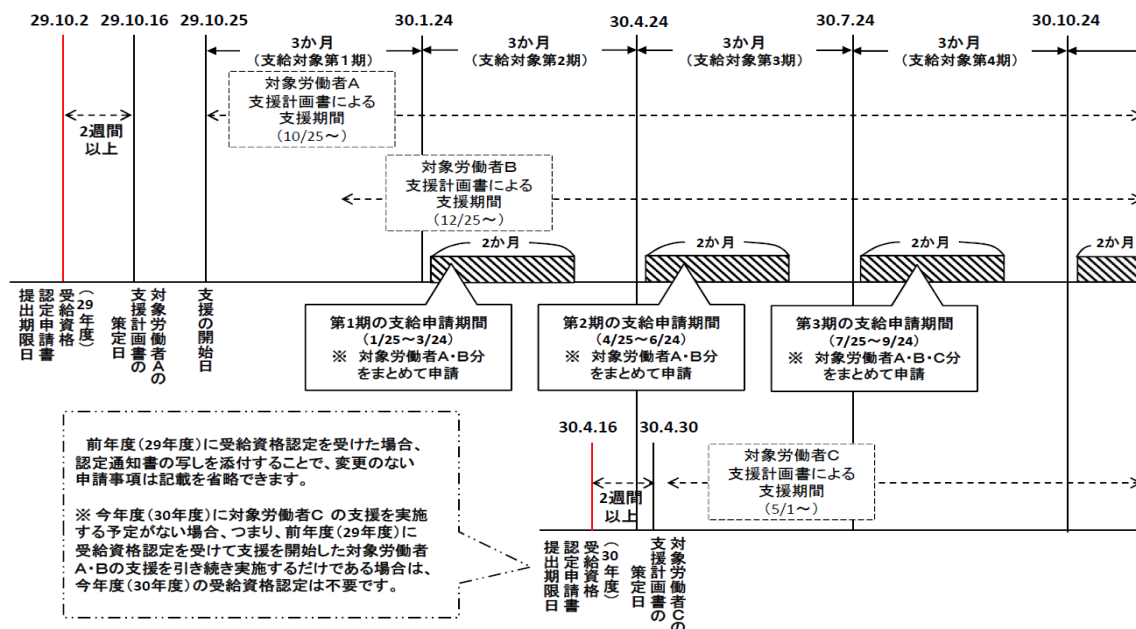 29.10.2
29.10.16
29.10.25
30.1.24
30.4.24
30.7.24
30.10.24
3か月
(支給対象第1期)
3か月
(支給対象第2期)
3か月
(支給対象第3期)
3か月
(支給対象第4期)
2週間
以上
対象労働者A
支援計画書による
支援期間
(10/25～)
対象労働者B
支援計画書による
支援期間
(12/25～)
2か月
2か月
2か月
2か月
(29年度)
受給資格
認定申請書
提出期限日
対象労働者Aの
支援計画書の
策定日
支援の開始日
第1期の支給申請期間
(1/25～3/24)
※ 対象労働者A・B分
をまとめて申請
第2期の支給申請期間
(4/25～6/24)
※ 対象労働者A・B分
をまとめて申請
第3期の支給申請期間
(7/25～9/24)
※ 対象労働者A・B・C分
をまとめて申請
前年度(29年度)に受給資格認定を受けた場合、
認定通知書の写しを添付することで、変更のない
申請事項は記載を省略できます。
※ 今年度(30年度)に対象労働者C の支援を実施
する予定がない場合、つまり、前年度(29年度)に
受給資格認定を受けて支援を開始した対象労働者
A・Bの支援を引き続き実施するだけである場合は、
今年度(30年度)の受給資格認定は不要です。
30.4.16
30.4.30
2週間
以上
対象労働者C
支援計画書による
支援期間
(5/1～)
(30年度)
受給資格
認定申請書
提出期限日
対象労働者Cの
支援計画書の
策定日